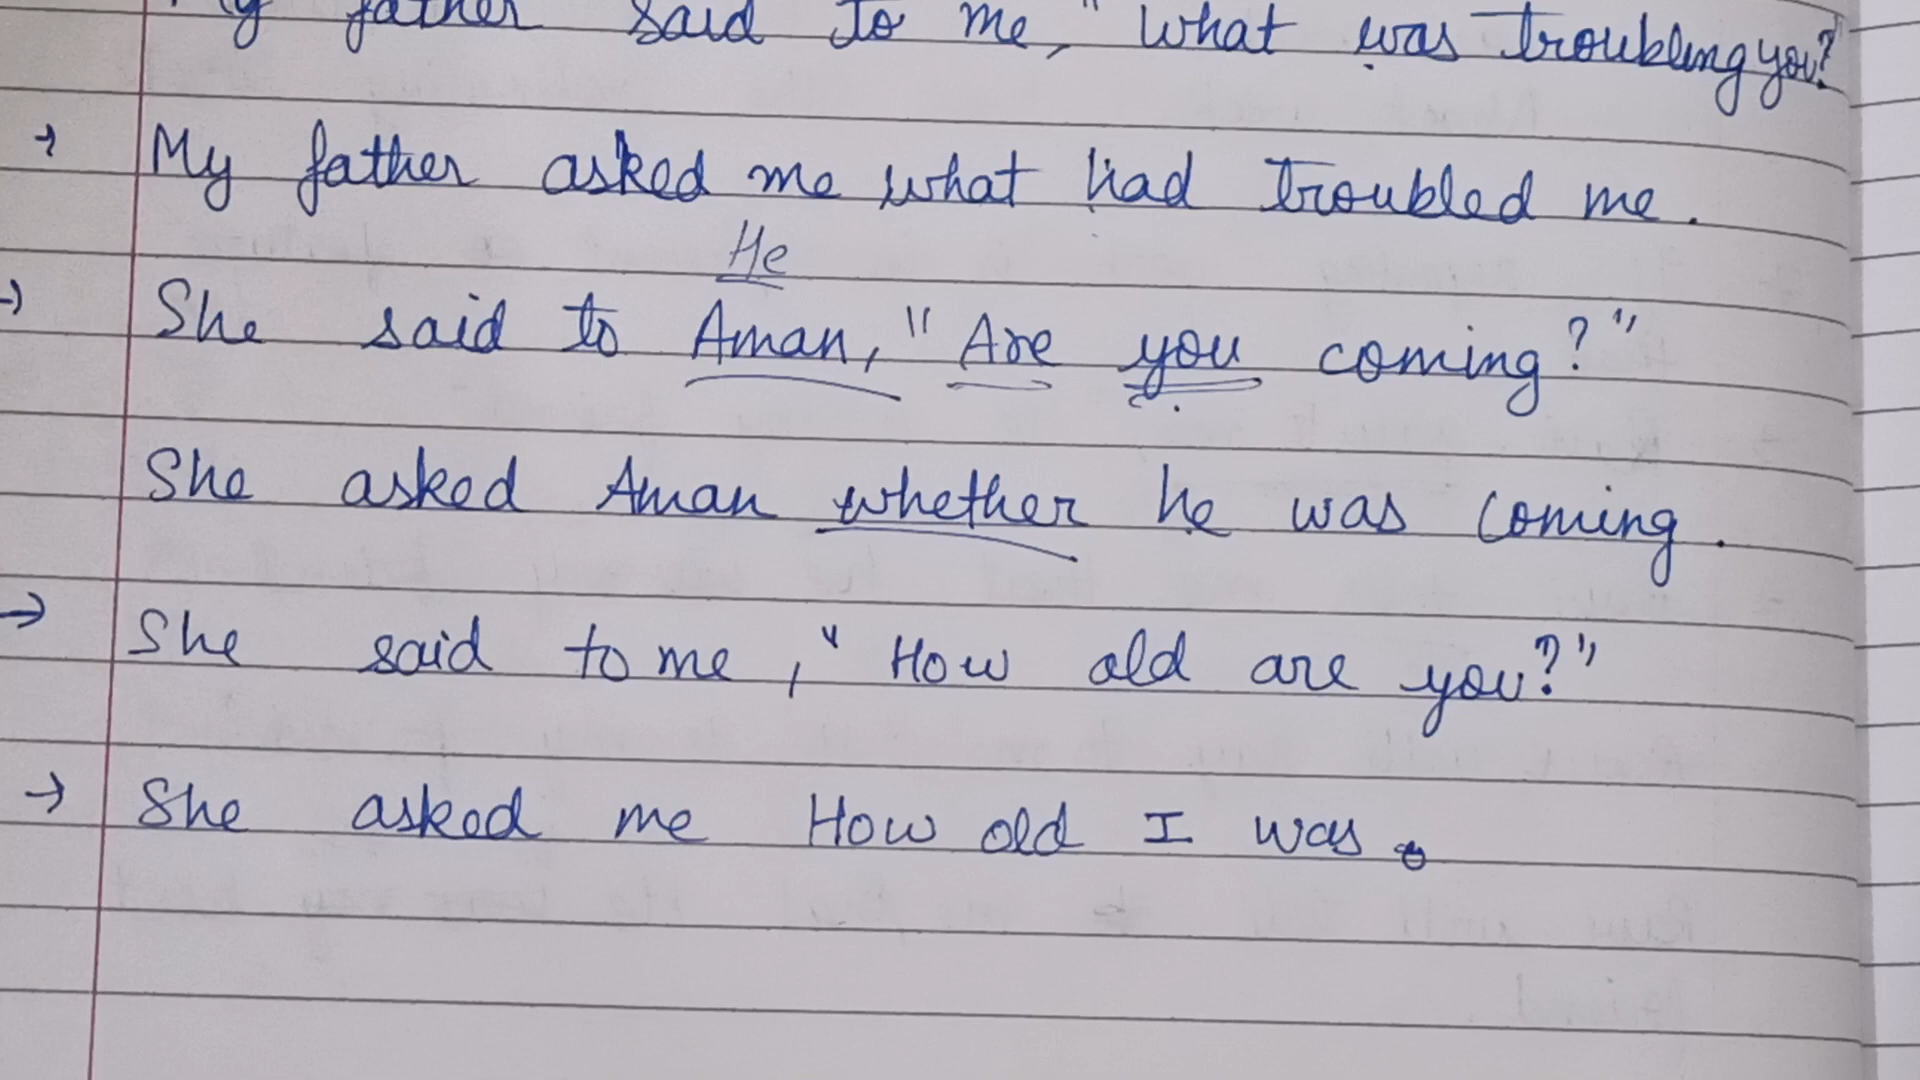 My father said to me, "What was troubling you?
→ My father asked me what had troubled me.
He
→ She said to Aman, "Are you coming?"
She asked Aman whether he was coming.
→ She said to me, "How old are you?"
→ She asked me How old I was.